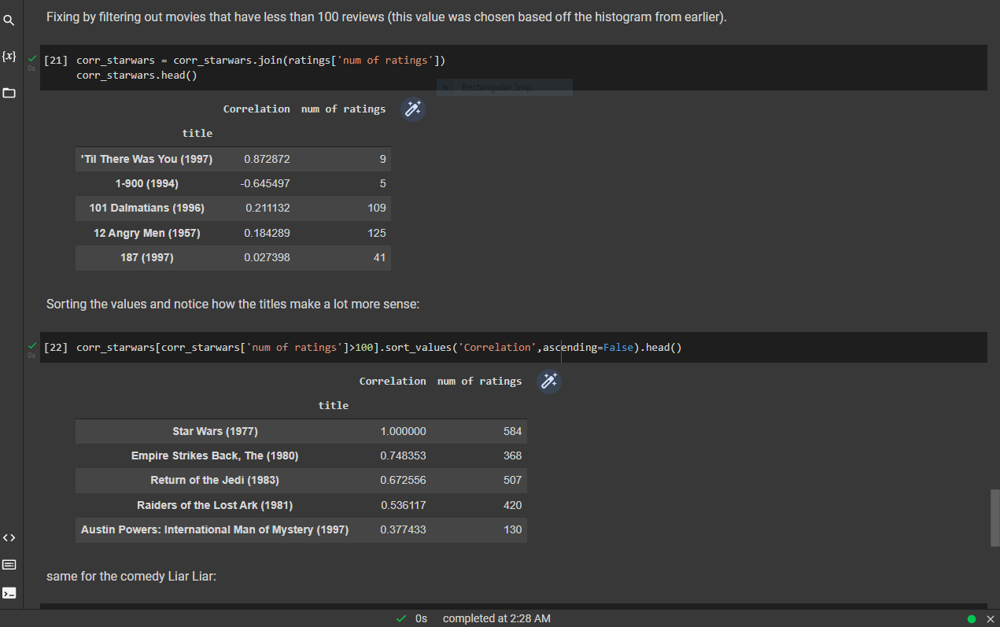 Fixing by filtering out movies that have less than 100 reviews (this value was chosen based off the histogram from earlier).
{x}
[21] corr_starwars = corr_starwars.join(ratings['num of ratings'])
0s
corr_starwars.head()
Rectangular Snip
Correlation num of ratings
title
'Til There Was You (1997) 0.872872 9
1-900 (1994) -0.645497 5
101 Dalmatians (1996) 0.211132 109
12 Angry Men (1957) 0.184289 125
187 (1997) 0.027398 41
Sorting the values and notice how the titles make a lot more sense:
[22] corr_starwars[corr_starwars['num of ratings']>100].sort_values('Correlation',ascending=False).head()
0s
Correlation num of ratings
title
Star Wars (1977) 1.000000 584
Empire Strikes Back, The (1980) 0.748353 368
Return of the Jedi (1983) 0.672556 507
Raiders of the Lost Ark (1981) 0.536117 420
Austin Powers: International Man of Mystery (1997) 0.377433 130
same for the comedy Liar Liar:
0s completed at 2:28 AM